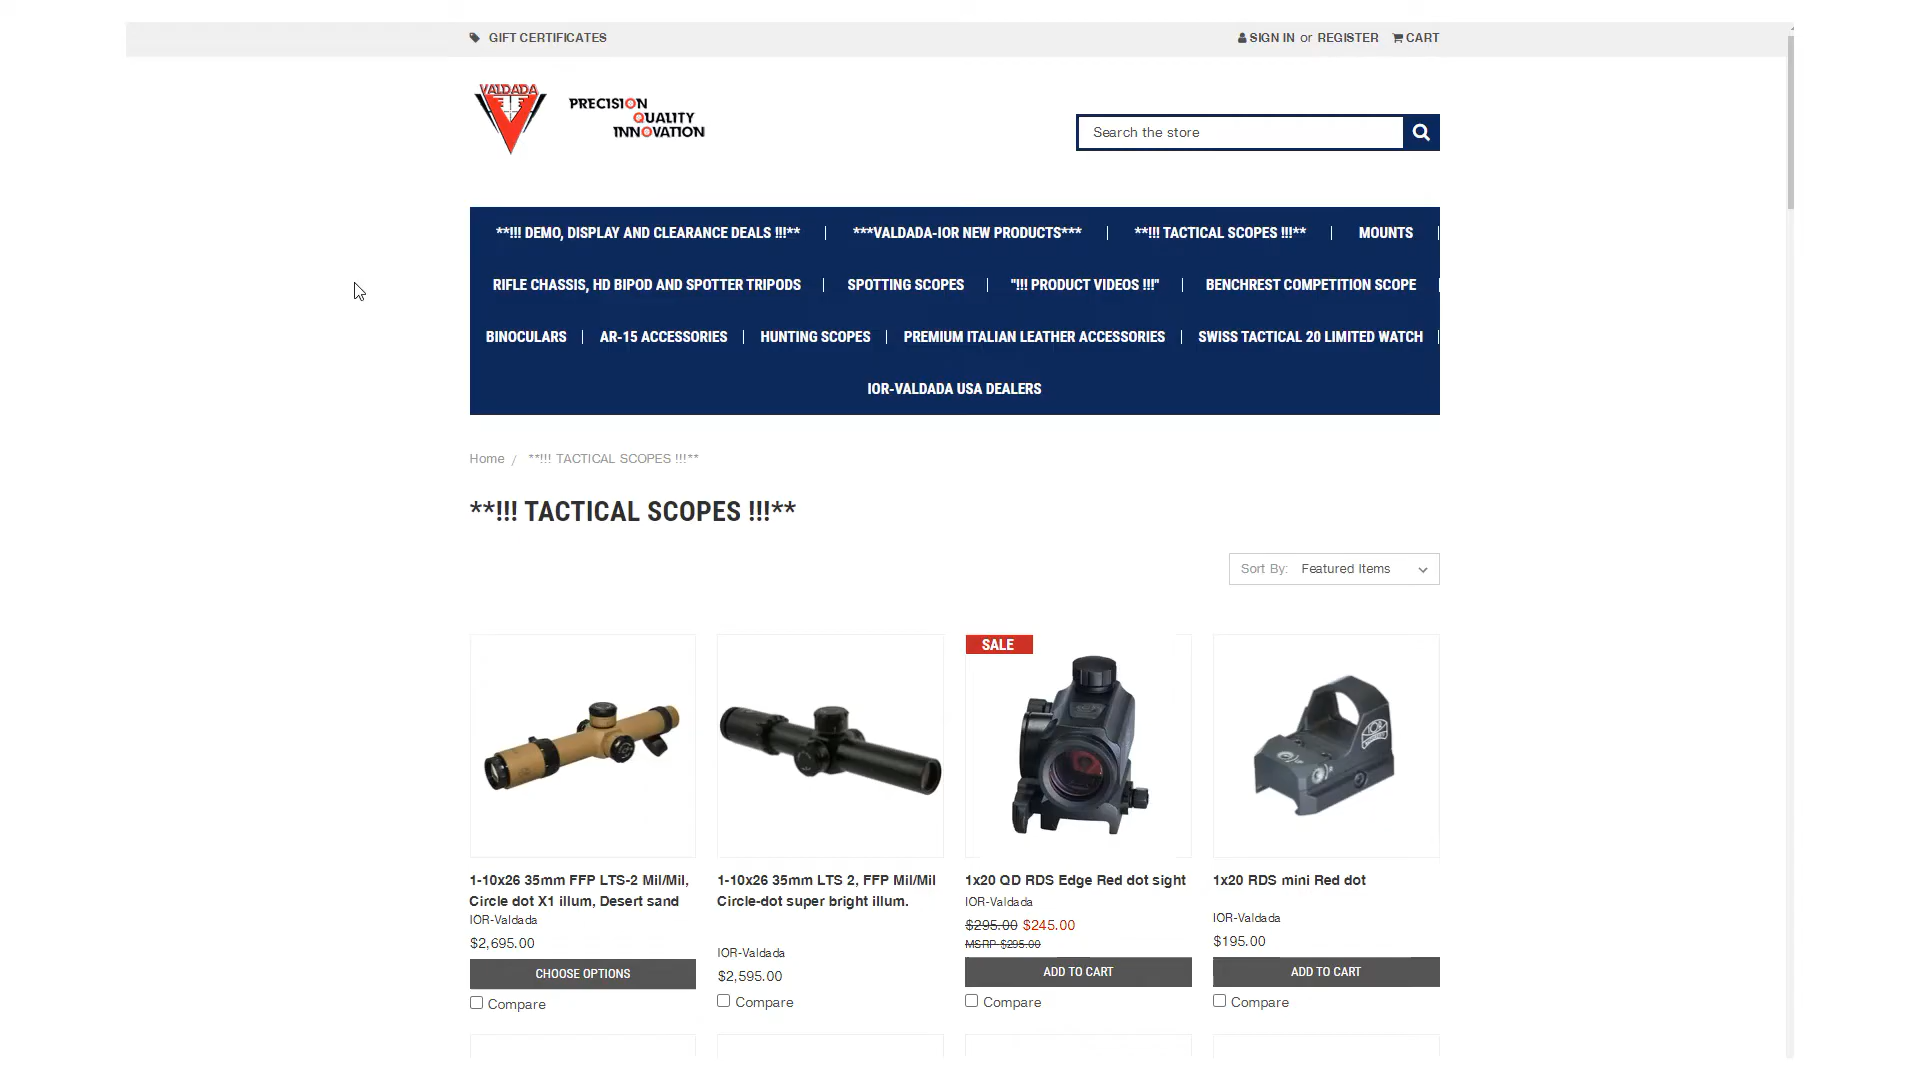 GIFT CERTIFICATES
SIGN IN or REGISTER CART
VALDADA
PRECISION
QUALITY
INNOVATION
Search the store
**!!! DEMO, DISPLAY AND CLEARANCE DEALS !!!** ***VALDADA-IOR NEW PRODUCTS*** **!!! TACTICAL SCOPES !!!** MOUNTS
RIFLE CHASSIS, HD BIPOD AND SPOTTER TRIPODS SPOTTING SCOPES "!!! PRODUCT VIDEOS !!!" BENCHREST COMPETITION SCOPE
BINOCULARS AR-15 ACCESSORIES HUNTING SCOPES PREMIUM ITALIAN LEATHER ACCESSORIES SWISS TACTICAL 20 LIMITED WATCH
IOR-VALDADA USA DEALERS
Home / **!!! TACTICAL SCOPES !!!**
**!!! TACTICAL SCOPES !!!**
Sort By: Featured Items
1-10x26 35mm FFP LTS-2 Mil/Mil,
Circle dot X1 illum, Desert sand
IOR-Valdada
$2,695.00
CHOOSE OPTIONS
Compare
1-10x26 35mm LTS 2, FFP Mil/Mil
Circle-dot super bright illum.
IOR-Valdada
$2,595.00
Compare
SALE
1x20 QD RDS Edge Red dot sight
IOR-Valdada
$295.00 $245.00
MSRP $295.00
ADD TO CART
Compare
1x20 RDS mini Red dot
IOR-Valdada
$195.00
ADD TO CART
Compare